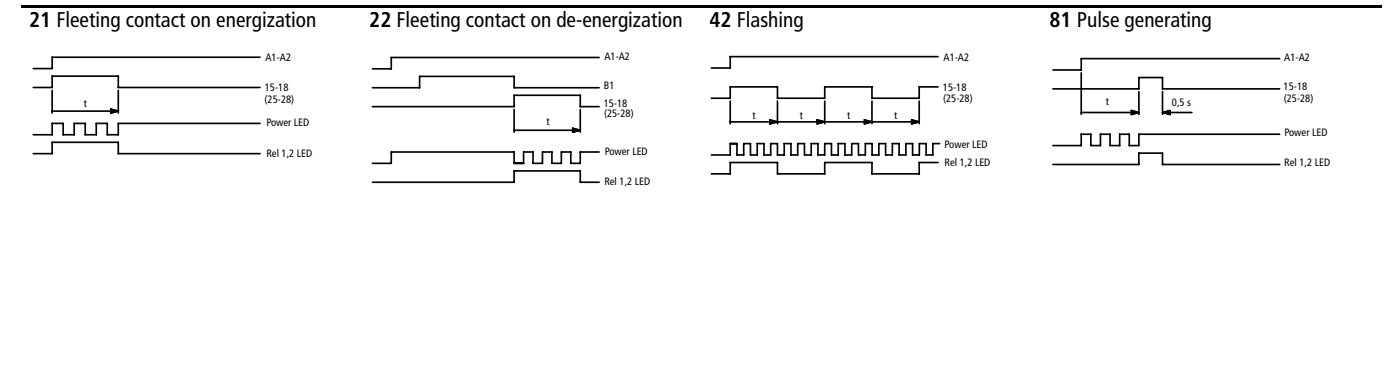 21 Fleeting contact on energization
A1-A2
15-18
(25-28)
t
Power LED
Rel 1,2 LED
22 Fleeting contact on de-energization
A1-A2
B1
15-18
(25-28)
t
Power LED
Rel 1,2 LED
42 Flashing
A1-A2
15-18
(25-28)
t t t t
Power LED
Rel 1,2 LED
81 Pulse generating
A1-A2
15-18
(25-28)
t 0,5 s
Power LED
Rel 1,2 LED